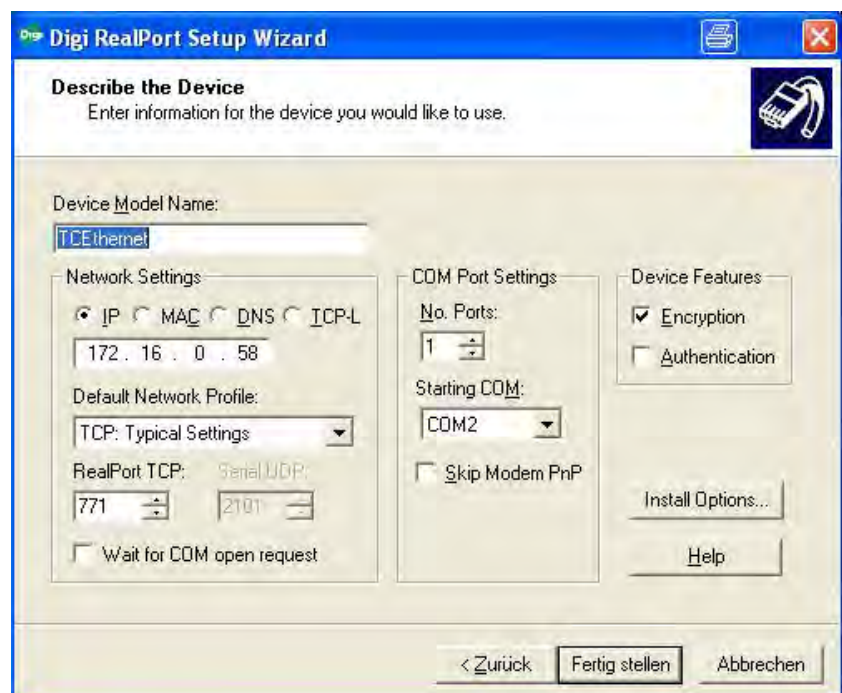 Digi Digi RealPort Setup Wizard
Describe the Device
Enter information for the device you would like to use.
Device Model Name:
TCEthernet
Network Settings
IP MAC DNS TCP-L
172 . 16 . 0 . 58
Default Network Profile:
TCP: Typical Settings
RealPort TCP: Serial UDP:
771 2101
Wait for COM open request
COM Port Settings
No. Ports:
1
Starting COM:
COM2
Skip Modem PnP
Device Features
Encryption
Authentication
Install Options...
Help
< Zurück Fertig stellen Abbrechen